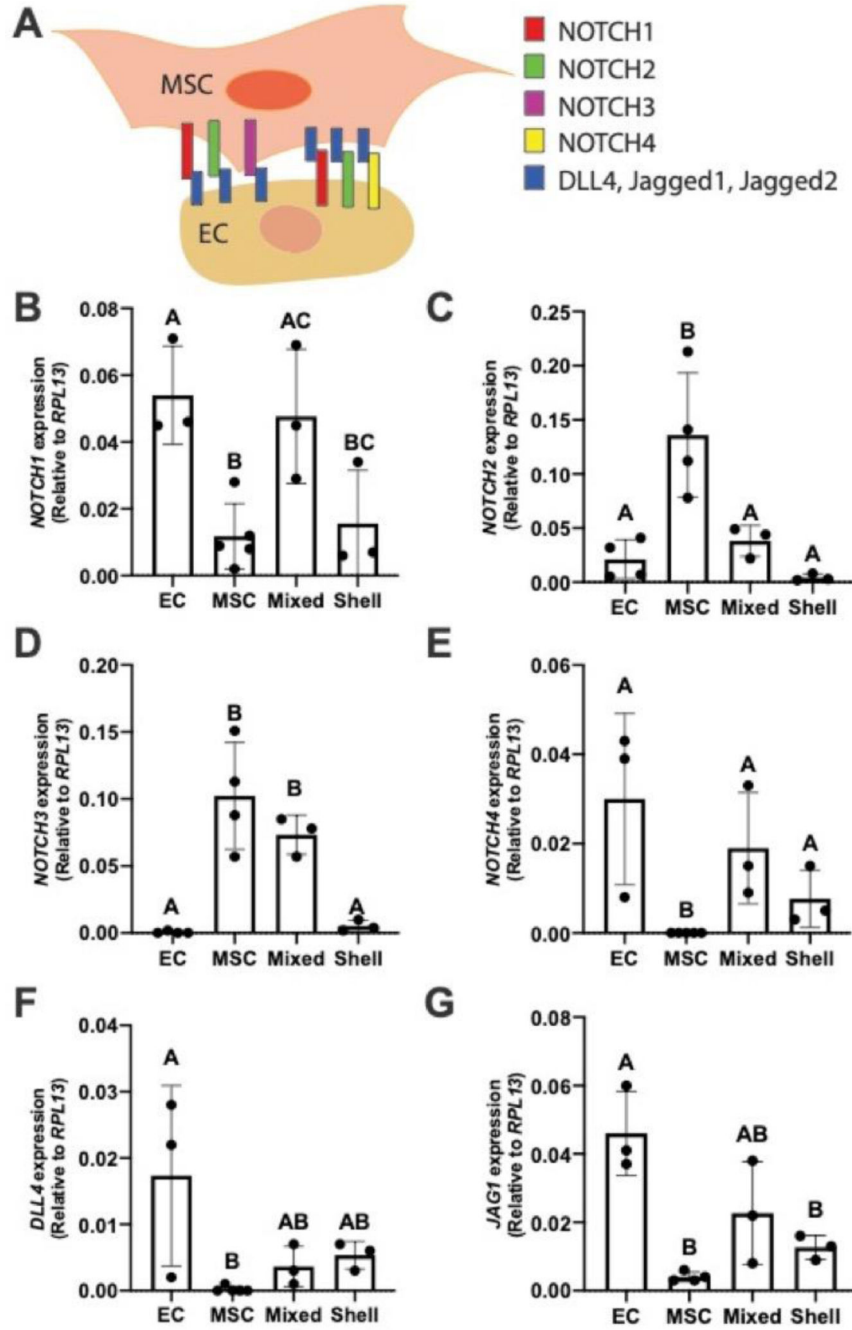 A
MSC
EC
NOTCH1
NOTCH2
NOTCH3
NOTCH4
DLL4, Jagged1, Jagged2
B
NOTCH1 expression
(Relative to RPL13)
0.08
0.06
0.04
0.02
0.00
A
B
AC
BC
EC MSC Mixed Shell
C
NOTCH2 expression
(Relative to RPL13)
0.25
0.20
0.15
0.10
0.05
0.00
A
B
A
A
EC MSC Mixed Shell
D
NOTCH3 expression
(Relative to RPL13)
0.20
0.15
0.10
0.05
0.00
A
B
B
A
EC MSC Mixed Shell
E
NOTCH4 expression
(Relative to RPL13)
0.06
0.04
0.02
0.00
A
B
A
A
EC MSC Mixed Shell
F
DLL4 expression
(Relative to RPL13)
0.04
0.03
0.02
0.01
0.00
A
B
AB
AB
EC MSC Mixed Shell
G
JAG1 expression
(Relative to RPL13)
0.08
0.06
0.04
0.02
0.00
A
B
AB
B
EC MSC Mixed Shell